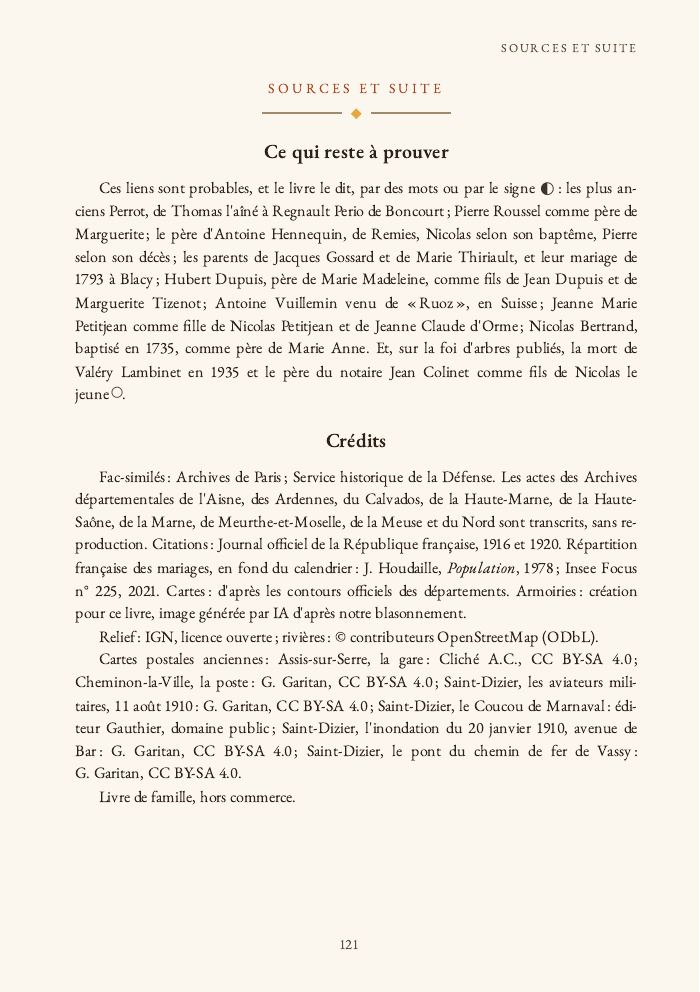 SOURCES ET SUITE
SOURCES ET SUITE
Ce qui reste à prouver
Ces liens sont probables, et le livre le dit, par des mots ou par le signe ◐ : les plus an-
ciens Perrot, de Thomas l'aîné à Regnault Perio de Boncourt ; Pierre Roussel comme père de
Marguerite ; le père d'Antoine Hennequin, de Remies, Nicolas selon son baptême, Pierre
selon son décès ; les parents de Jacques Gossard et de Marie Thiriault, et leur mariage de
1793 à Blacy ; Hubert Dupuis, père de Marie Madeleine, comme fils de Jean Dupuis et de
Marguerite Tizenot ; Antoine Vuillemin venu de « Ruoz », en Suisse ; Jeanne Marie
Petitjean comme fille de Nicolas Petitjean et de Jeanne Claude d'Orme ; Nicolas Bertrand,
baptisé en 1735, comme père de Marie Anne. Et, sur la foi d'arbres publiés, la mort de
Valéry Lambinet en 1935 et le père du notaire Jean Colinet comme fils de Nicolas le
jeune ○.
Crédits
Fac-similés : Archives de Paris ; Service historique de la Défense. Les actes des Archives
départementales de l'Aisne, des Ardennes, du Calvados, de la Haute-Marne, de la Haute-
Saône, de la Marne, de Meurthe-et-Moselle, de la Meuse et du Nord sont transcrits, sans re-
production. Citations : Journal officiel de la République française, 1916 et 1920. Répartition
française des mariages, en fond du calendrier : J. Houdaille, Population, 1978 ; Insee Focus
n° 225, 2021. Cartes : d'après les contours officiels des départements. Armoiries : création
pour ce livre, image générée par IA d'après notre blasonnement.
Relief : IGN, licence ouverte ; rivières : © contributeurs OpenStreetMap (ODbL).
Cartes postales anciennes : Assis-sur-Serre, la gare : Cliché A.C., CC BY-SA 4.0 ;
Cheminon-la-Ville, la poste : G. Garitan, CC BY-SA 4.0 ; Saint-Dizier, les aviateurs mili-
taires, 11 août 1910 : G. Garitan, CC BY-SA 4.0 ; Saint-Dizier, le Coucou de Marnaval : édi-
teur Gauthier, domaine public ; Saint-Dizier, l'inondation du 20 janvier 1910, avenue de
Bar : G. Garitan, CC BY-SA 4.0 ; Saint-Dizier, le pont du chemin de fer de Vassy :
G. Garitan, CC BY-SA 4.0.
Livre de famille, hors commerce.
121